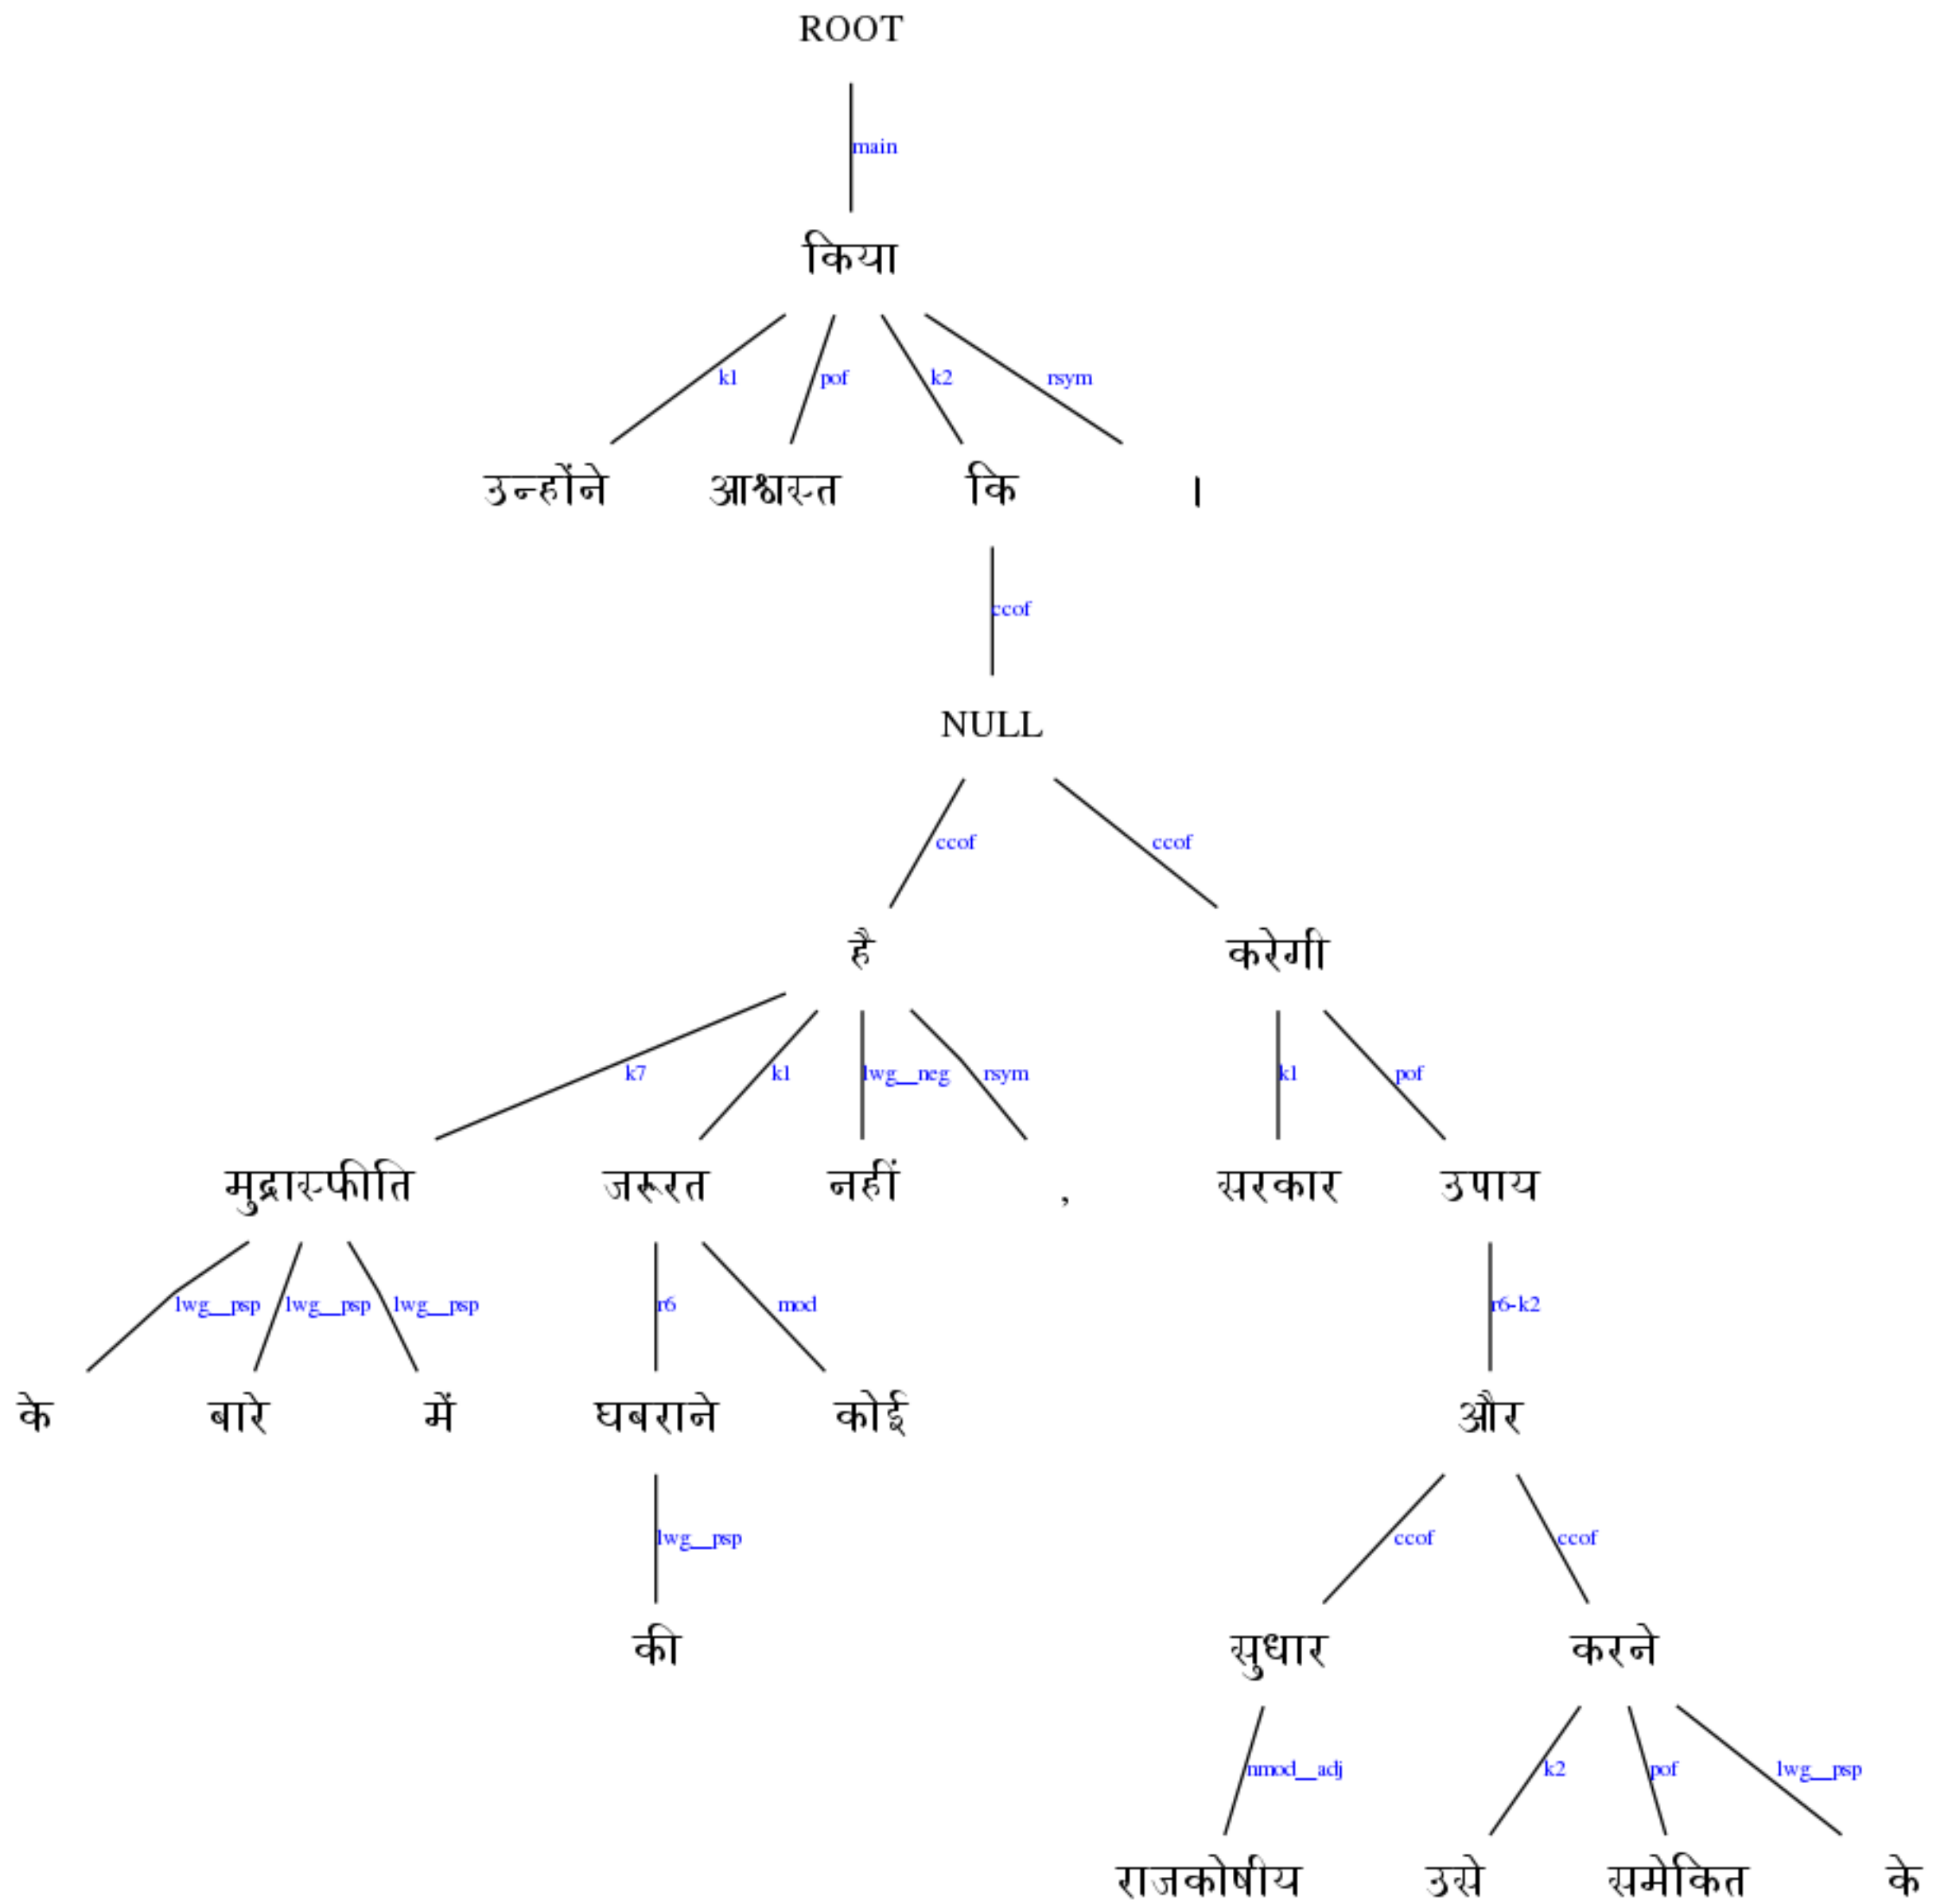 ROOT
main
किया
k1 pof k2 rsym
उन्होंने आश्वस्त कि ।
ccof
NULL
ccof ccof
है करेगी
k7 k1 lwg__neg rsym k1 pof
मुद्रास्फीति जरूरत नहीं , सरकार उपाय
lwg__psp lwg__psp lwg__psp r6 mod r6-k2
के बारे में घबराने कोई और
lwg__psp ccof ccof
की सुधार करने
nmod__adj k2 pof lwg__psp
राजकोषीय उसे समेकित के